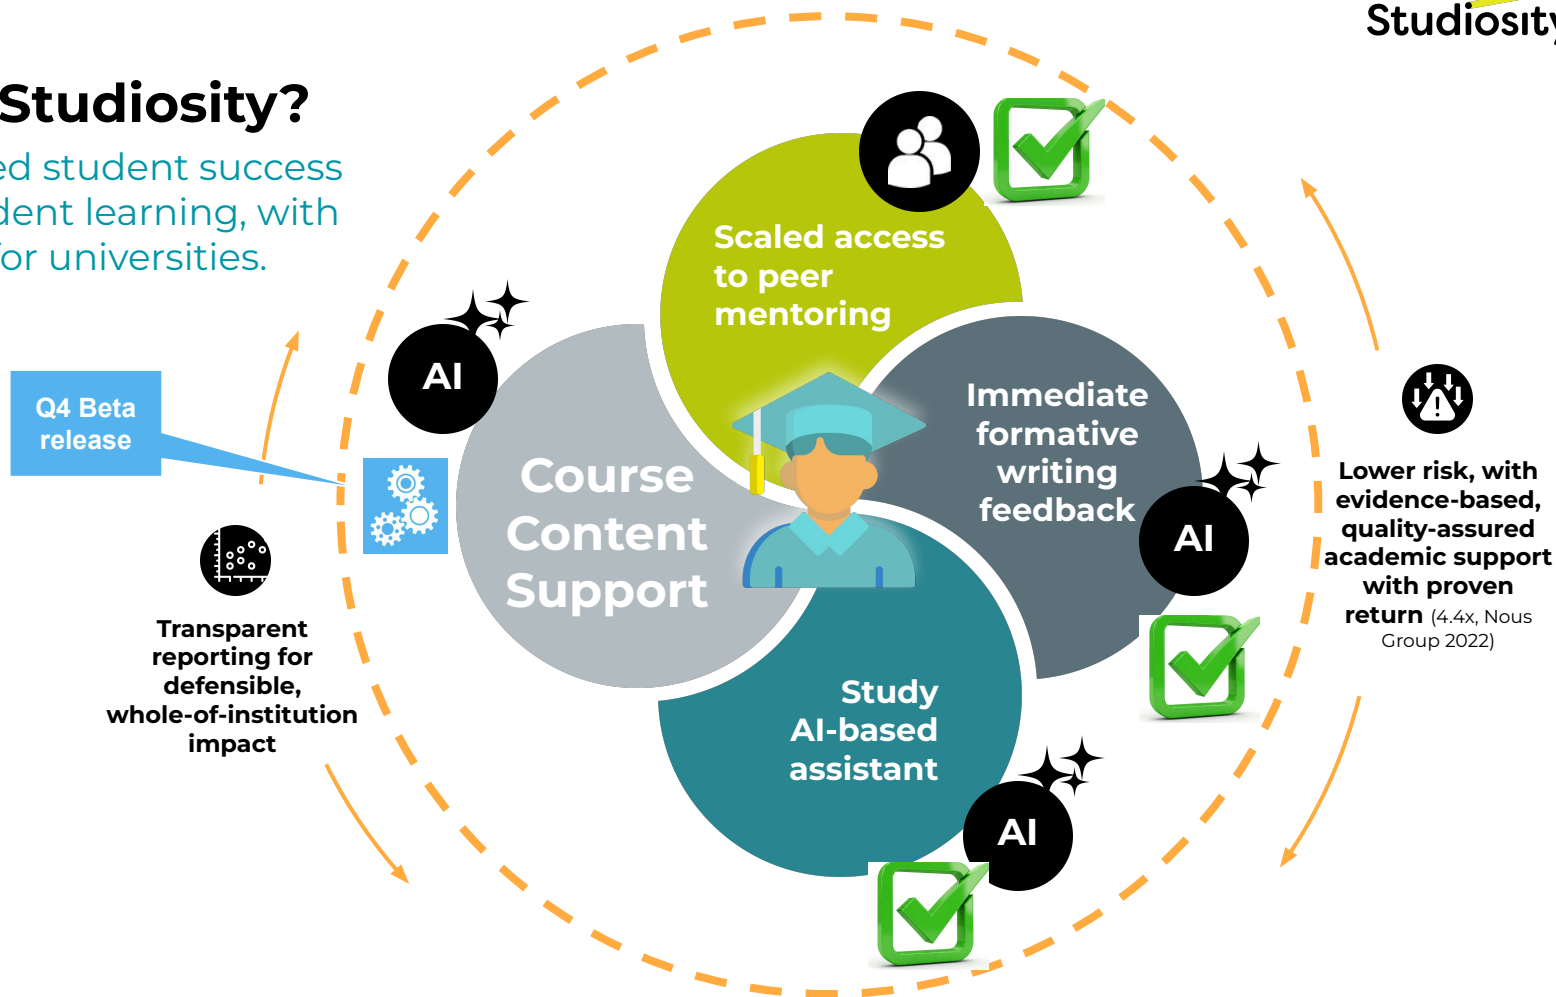 Studiosity
Studiosity?
ed student success
dent learning, with
for universities.
Scaled access
to peer
mentoring
AI
Immediate
formative
writing
feedback
Q4 Beta
release
Course
Content
Support
AI
Lower risk, with
evidence-based,
quality-assured
academic support
with proven
return (4.4x, Nous
Group 2022)
Transparent
reporting for
defensible,
whole-of-institution
impact
Study
AI-based
assistant
AI